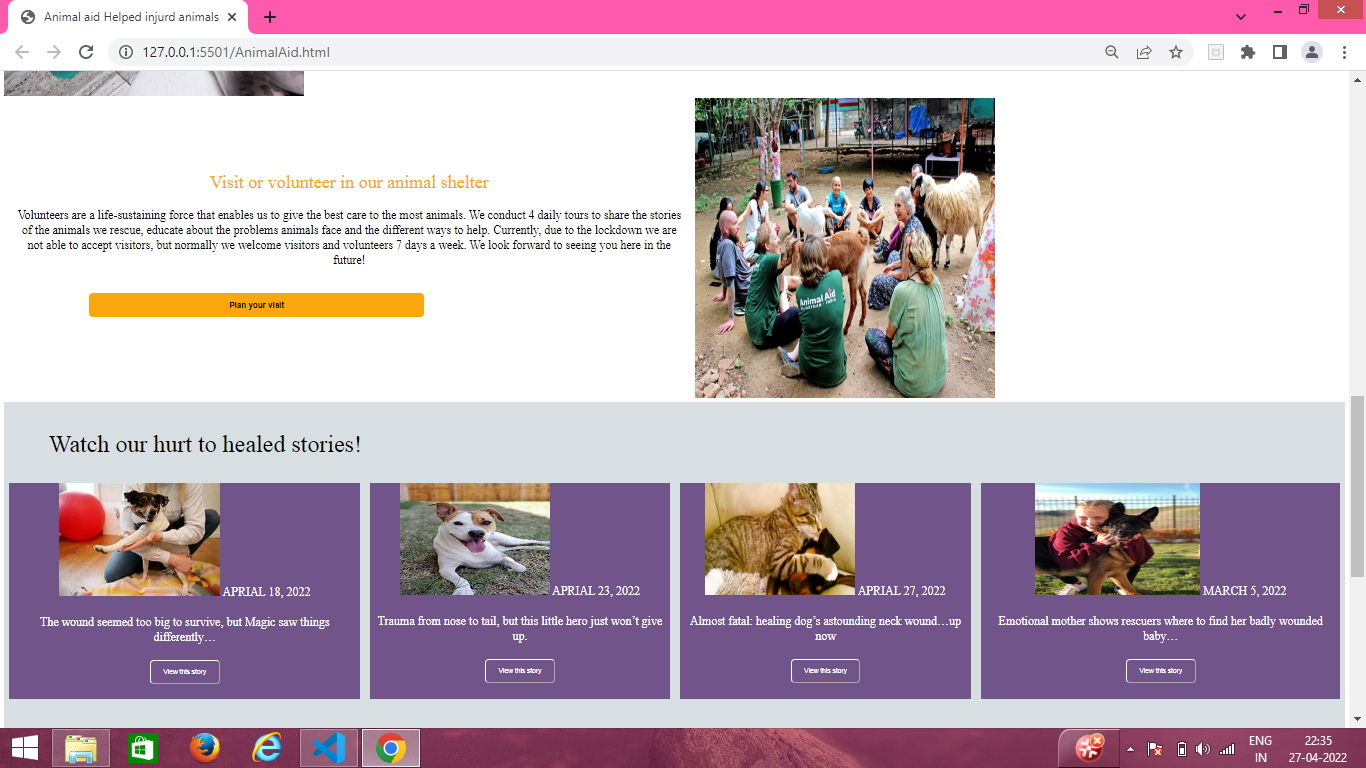 Animal aid Helped injurd animals
127.0.0.1:5501/AnimalAid.html
Visit or volunteer in our animal shelter
Volunteers are a life-sustaining force that enables us to give the best care to the most animals. We conduct 4 daily tours to share the stories
of the animals we rescue, educate about the problems animals face and the different ways to help. Currently, due to the lockdown we are
not able to accept visitors, but normally we welcome visitors and volunteers 7 days a week. We look forward to seeing you here in the
future!
Plan your visit
Animal Aid
Watch our hurt to healed stories!
APRIAL 18, 2022
The wound seemed too big to survive, but Magic saw things
differently…
View this story
APRIAL 23, 2022
Trauma from nose to tail, but this little hero just won’t give
up.
View this story
APRIAL 27, 2022
Almost fatal: healing dog’s astounding neck wound…up
now
View this story
MARCH 5, 2022
Emotional mother shows rescuers where to find her badly wounded
baby…
View this story
ENG
IN
22:35
27-04-2022